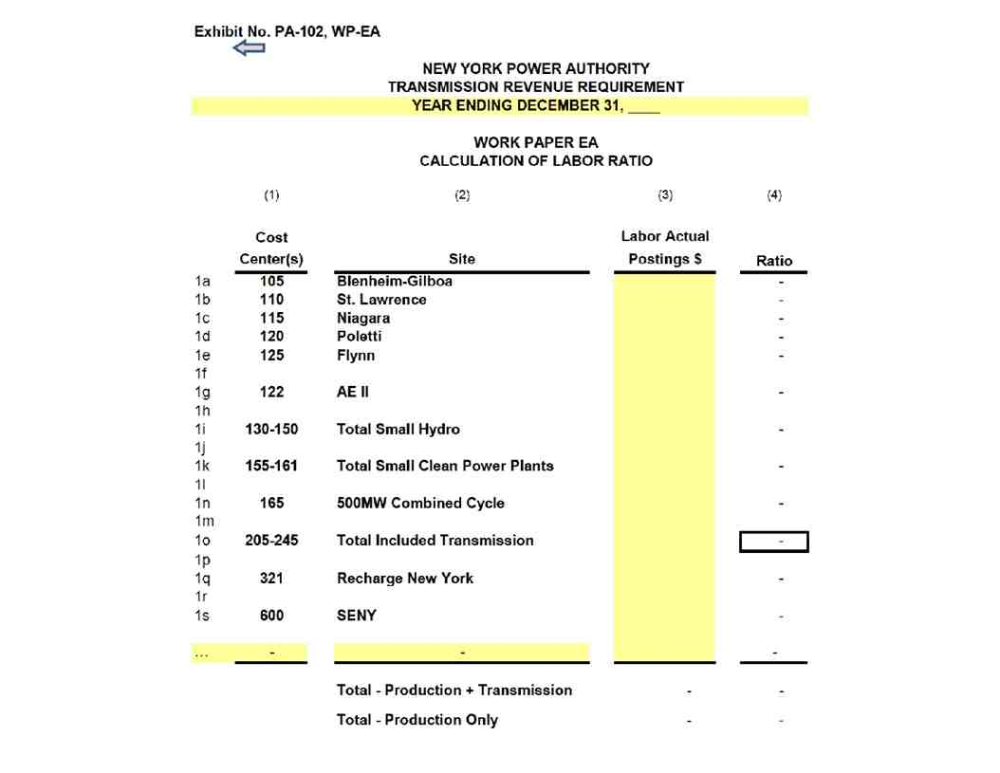 Exhibit No. PA-102, WP-EA
NEW YORK POWER AUTHORITY
TRANSMISSION REVENUE REQUIREMENT
YEAR ENDING DECEMBER 31, ____
WORK PAPER EA
CALCULATION OF LABOR RATIO
(1) (2) (3) (4)
Cost Labor Actual
Center(s) Site Postings $ Ratio
1a 105 Blenheim-Gilboa -
1b 110 St. Lawrence -
1c 115 Niagara -
1d 120 Poletti -
1e 125 Flynn -
1f
1g 122 AE II -
1h
1i 130-150 Total Small Hydro -
1j
1k 155-161 Total Small Clean Power Plants -
1l
1n 165 500MW Combined Cycle -
1m
1o 205-245 Total Included Transmission -
1p
1q 321 Recharge New York -
1r
1s 600 SENY -
... - - -
Total - Production + Transmission - -
Total - Production Only - -